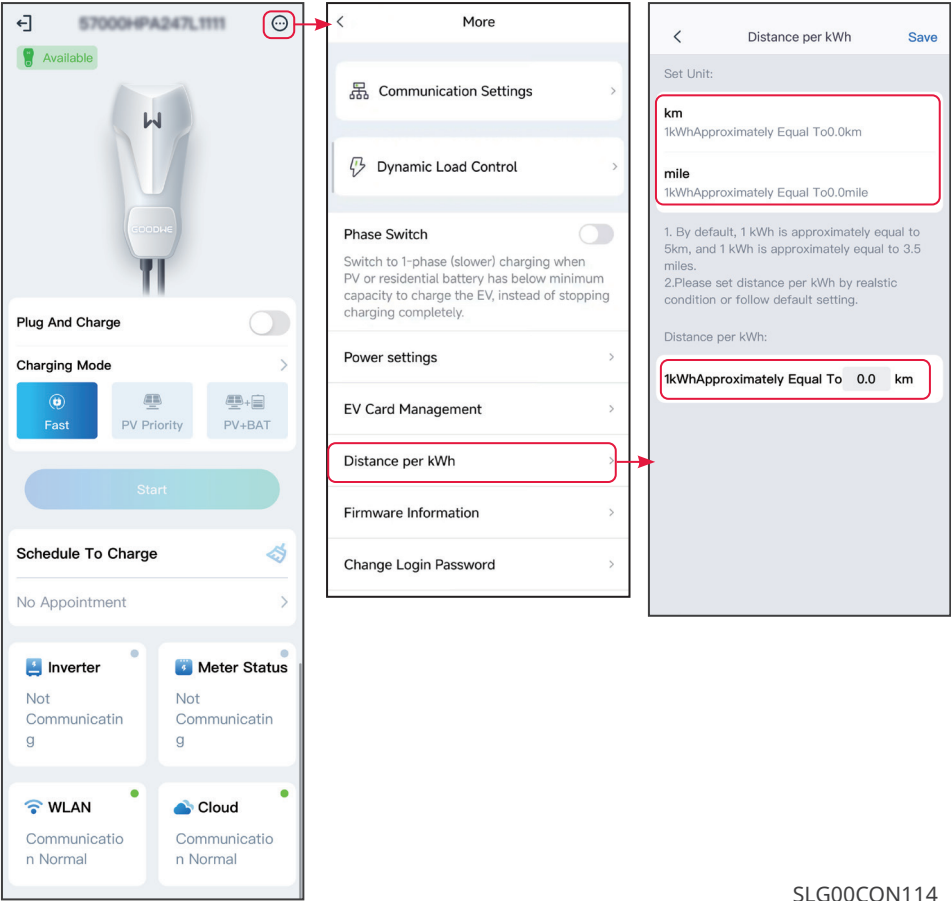 57000HPA247L1111
Available
GOODWE
Plug And Charge
Charging Mode
Fast
PV Priority
PV+BAT
Start
Schedule To Charge
No Appointment
Inverter
Not
Communicatin
g
Meter Status
Not
Communicatin
g
WLAN
Communicatio
n Normal
Cloud
Communicatio
n Normal
More
Communication Settings
Dynamic Load Control
Phase Switch
Switch to 1-phase (slower) charging when
PV or residential battery has below minimum
capacity to charge the EV, instead of stopping
charging completely.
Power settings
EV Card Management
Distance per kWh
Firmware Information
Change Login Password
Distance per kWh
Save
Set Unit:
km
1kWhApproximately Equal To0.0km
mile
1kWhApproximately Equal To0.0mile
1. By default, 1 kWh is approximately equal to
5km, and 1 kWh is approximately equal to 3.5
miles.
2.Please set distance per kWh by realstic
condition or follow default setting.
Distance per kWh:
1kWhApproximately Equal To 0.0 km
SLG00CON114